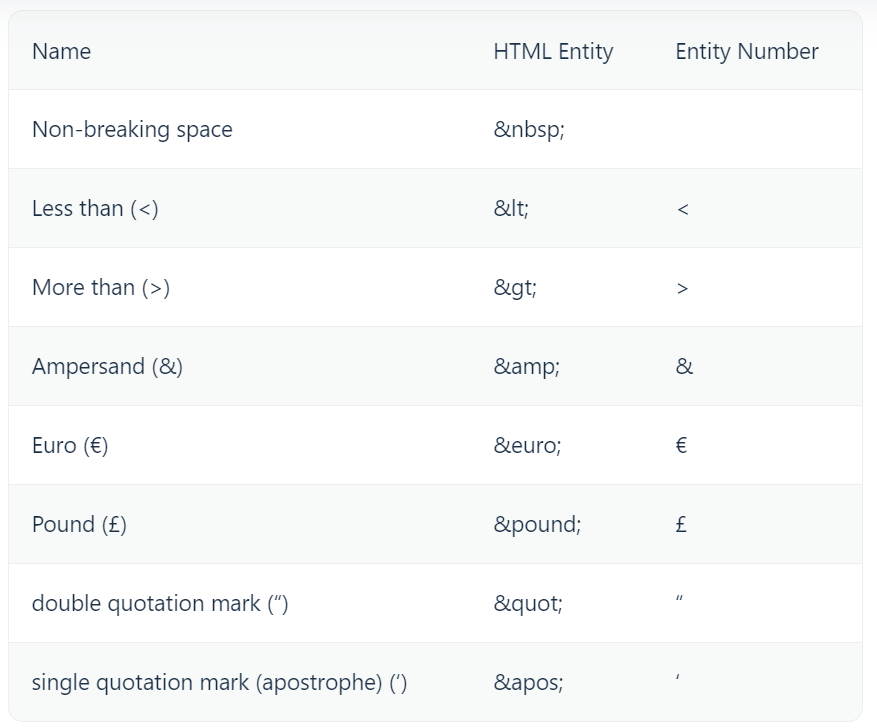 Name HTML Entity Entity Number
Non-breaking space &nbsp;
Less than (<) &lt; <
More than (>) &gt; >
Ampersand (&) &amp; &
Euro (€) &euro; €
Pound (£) &pound; £
double quotation mark (“) &quot; “
single quotation mark (apostrophe) (‘) &apos; ‘